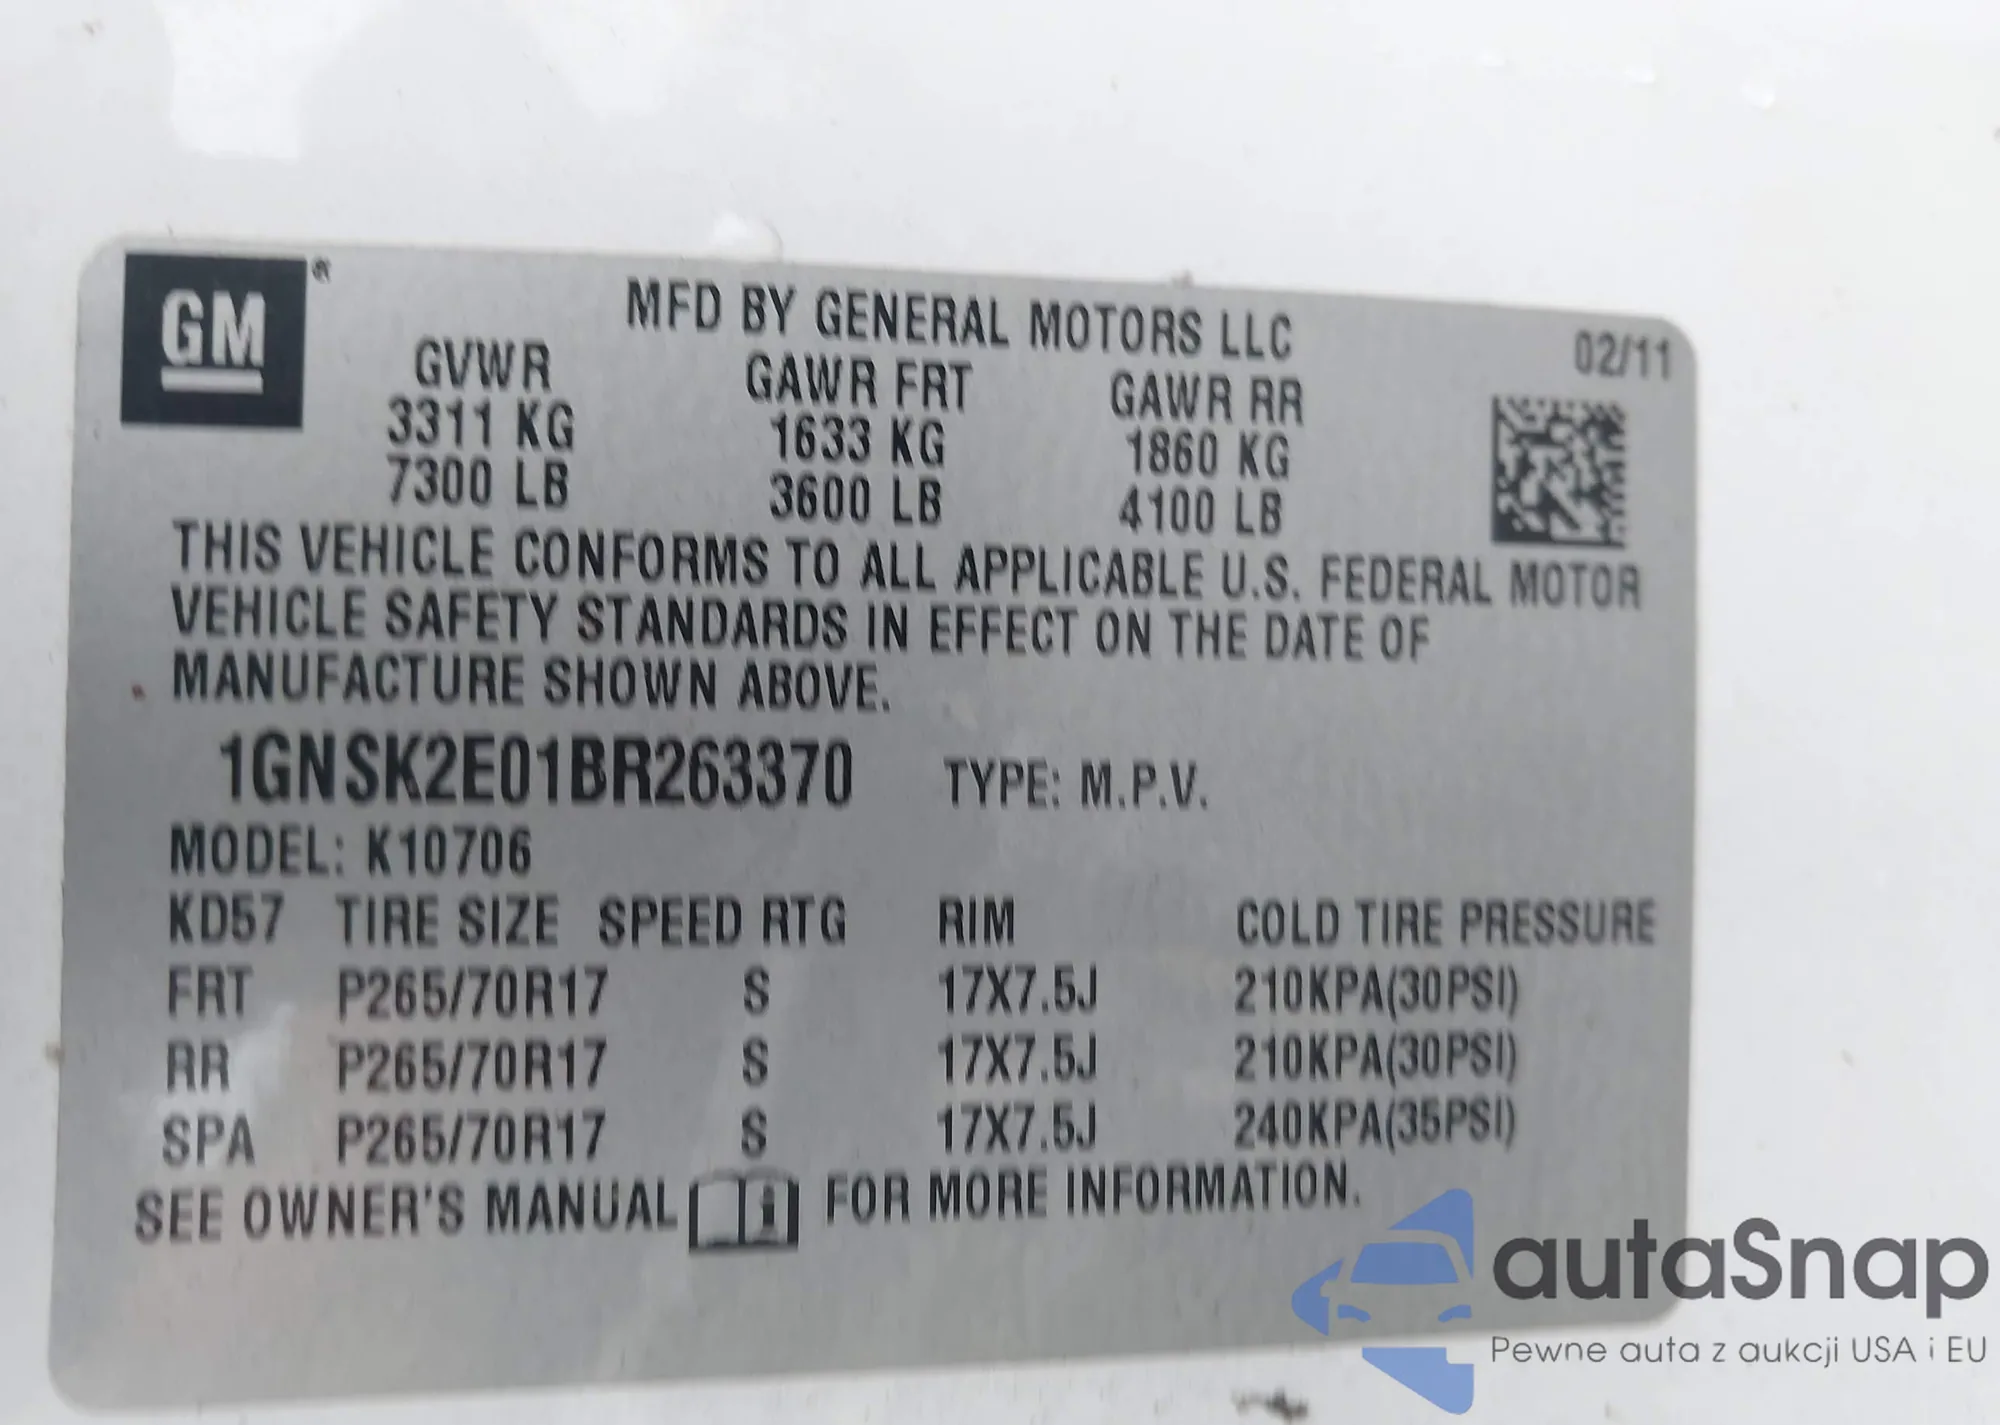 GM ®
MFD BY GENERAL MOTORS LLC 02/11
GVWR GAWR FRT GAWR RR
3311 KG 1633 KG 1860 KG
7300 LB 3600 LB 4100 LB
THIS VEHICLE CONFORMS TO ALL APPLICABLE U.S. FEDERAL MOTOR
VEHICLE SAFETY STANDARDS IN EFFECT ON THE DATE OF
MANUFACTURE SHOWN ABOVE.
1GNSK2E01BR263370 TYPE: M.P.V.
MODEL: K10706
KD57 TIRE SIZE SPEED RTG RIM COLD TIRE PRESSURE
FRT P265/70R17 S 17X7.5J 210KPA(30PSI)
RR P265/70R17 S 17X7.5J 210KPA(30PSI)
SPA P265/70R17 S 17X7.5J 240KPA(35PSI)
SEE OWNER'S MANUAL i FOR MORE INFORMATION.
autaSnap
Pewne auta z aukcji USA i EU